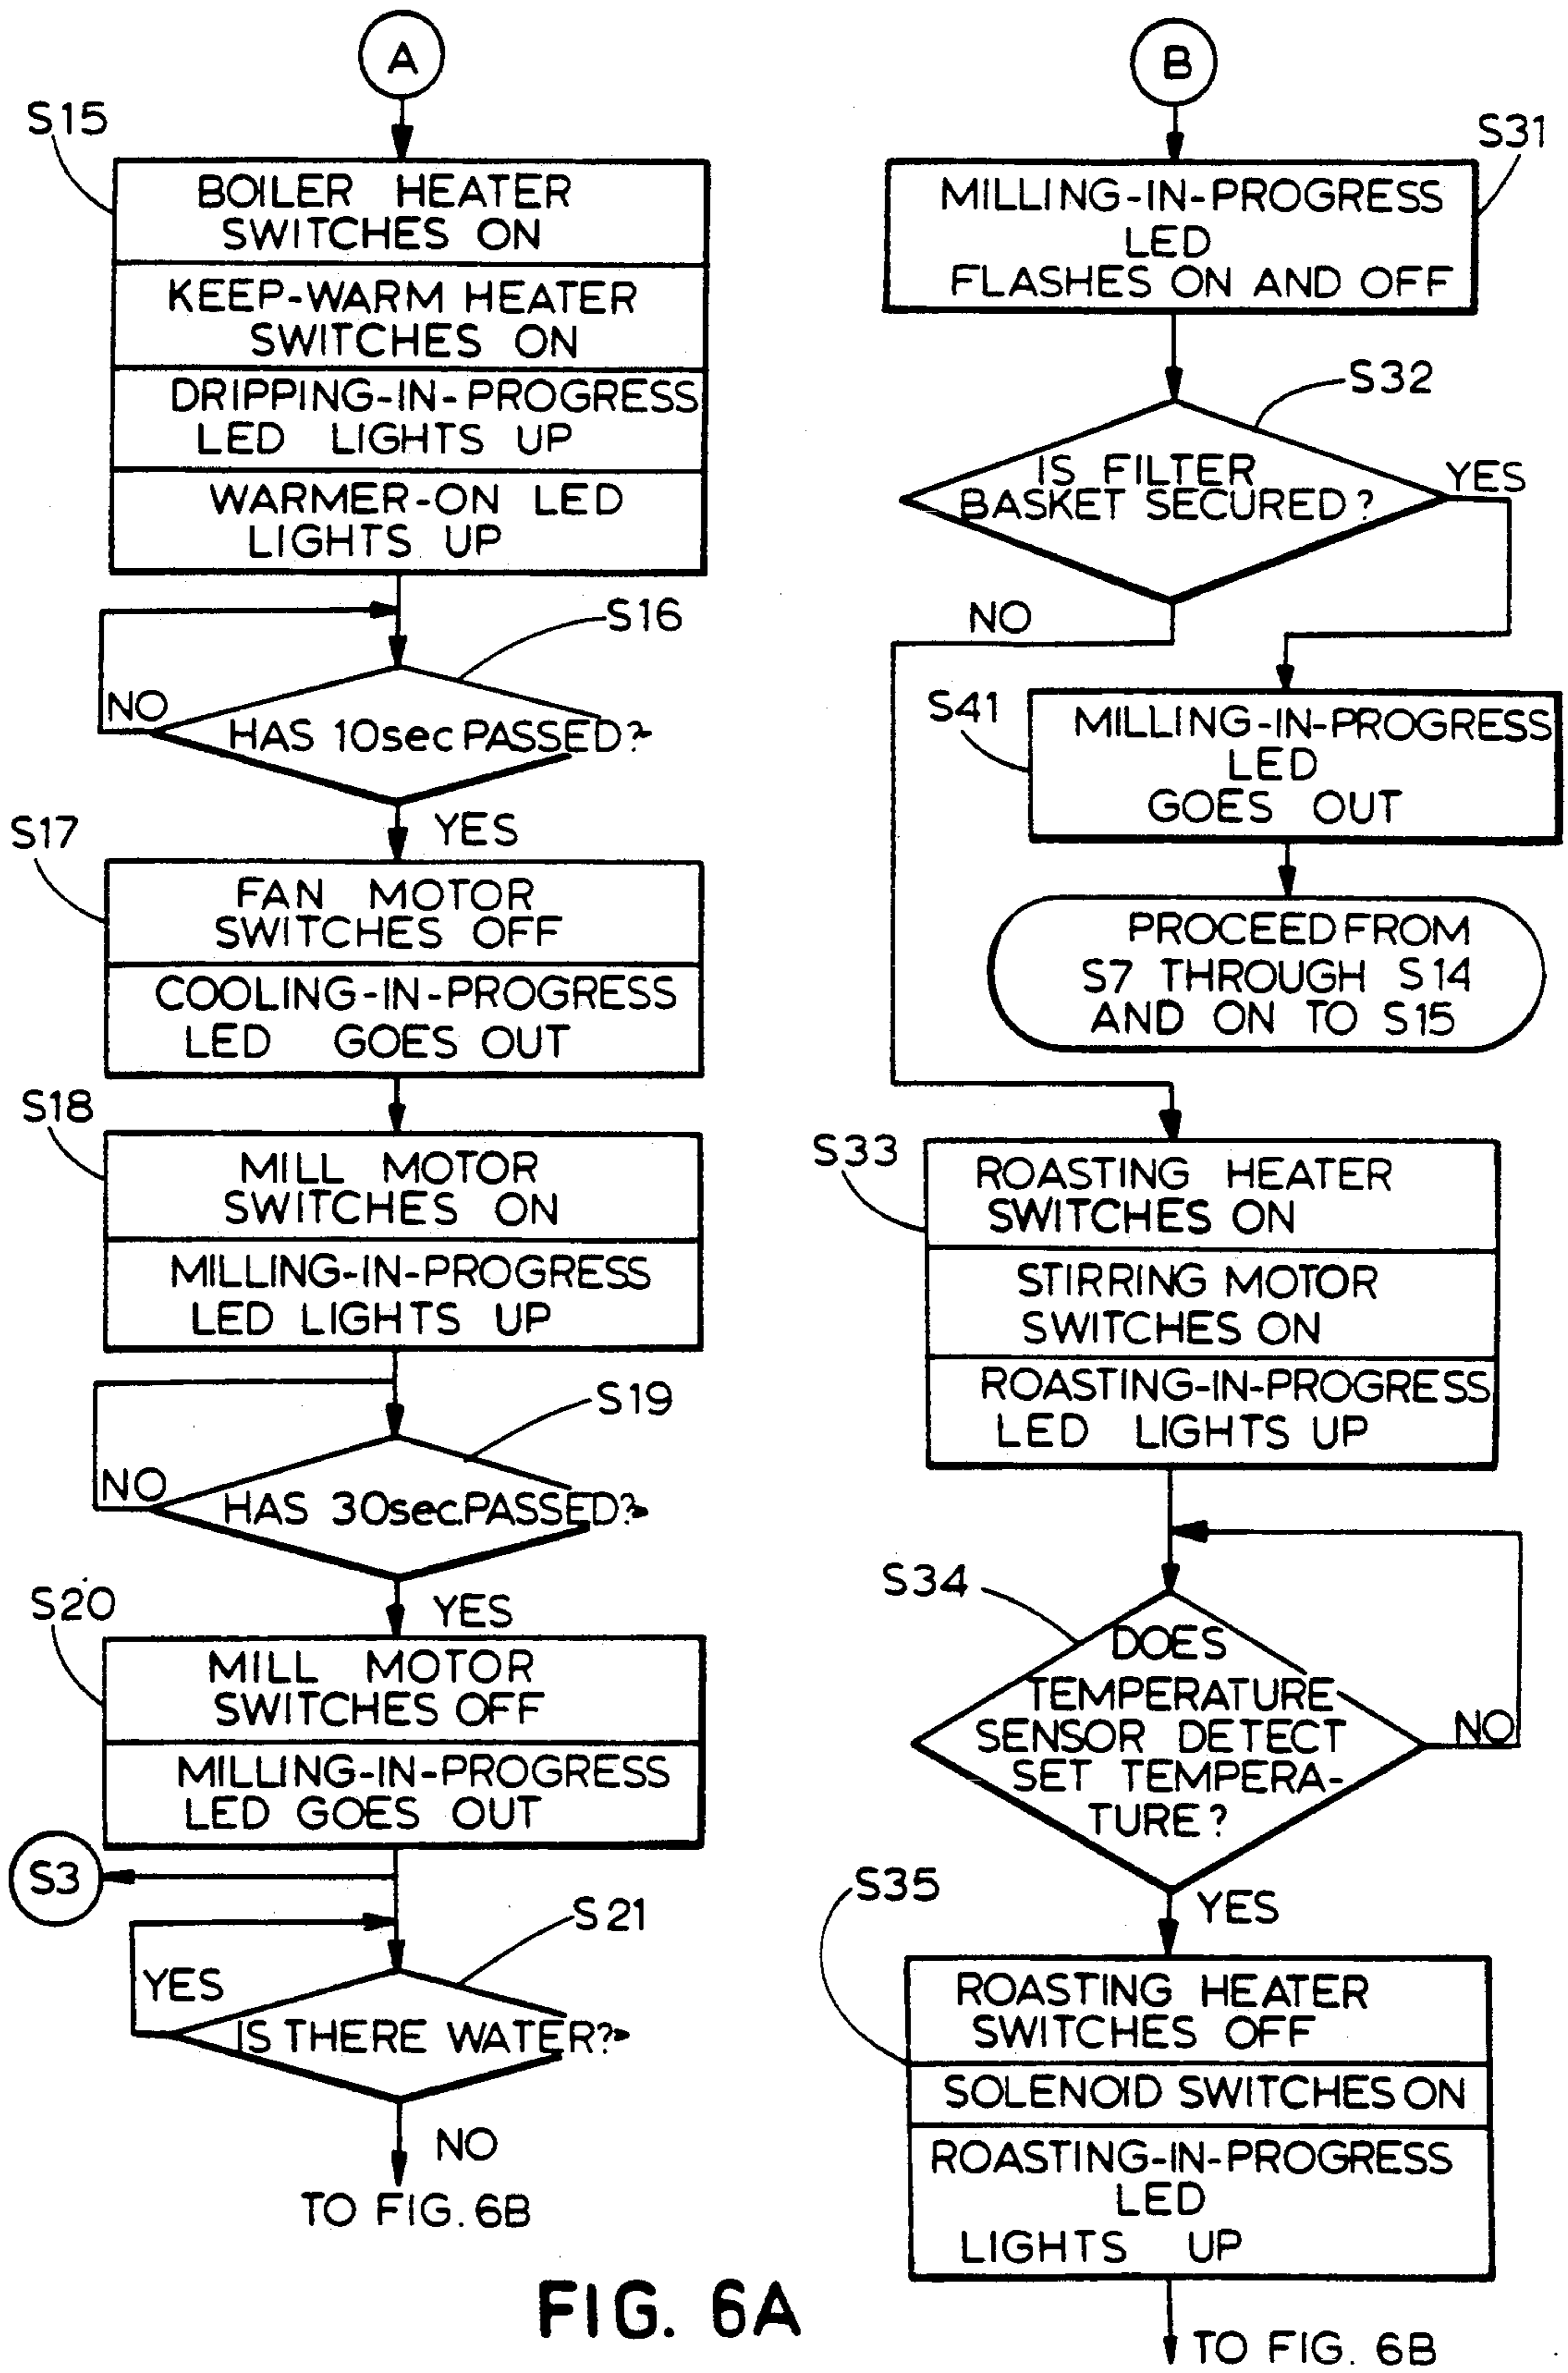 A
S15
BOILER HEATER
SWITCHES ON
KEEP-WARM HEATER
SWITCHES ON
DRIPPING-IN-PROGRESS
LED LIGHTS UP
WARMER-ON LED
LIGHTS UP
S16
NO
HAS 10sec PASSED?
YES
S17
FAN MOTOR
SWITCHES OFF
COOLING-IN-PROGRESS
LED GOES OUT
S18
MILL MOTOR
SWITCHES ON
MILLING-IN-PROGRESS
LED LIGHTS UP
S19
NO
HAS 30sec. PASSED?
YES
S20
MILL MOTOR
SWITCHES OFF
MILLING-IN-PROGRESS
LED GOES OUT
S3
S21
YES
IS THERE WATER?
NO
TO FIG. 6B
B
S31
MILLING-IN-PROGRESS
LED
FLASHES ON AND OFF
S32
IS FILTER
BASKET SECURED?
YES
NO
S41
MILLING-IN-PROGRESS
LED
GOES OUT
PROCEED FROM
S7 THROUGH S14
AND ON TO S15
S33
ROASTING HEATER
SWITCHES ON
STIRRING MOTOR
SWITCHES ON
ROASTING-IN-PROGRESS
LED LIGHTS UP
S34
DOES
TEMPERATURE
SENSOR DETECT
SET TEMPERA-
TURE?
NO
YES
S35
ROASTING HEATER
SWITCHES OFF
SOLENOID SWITCHES ON
ROASTING-IN-PROGRESS
LED
LIGHTS UP
TO FIG. 6B
FIG. 6A